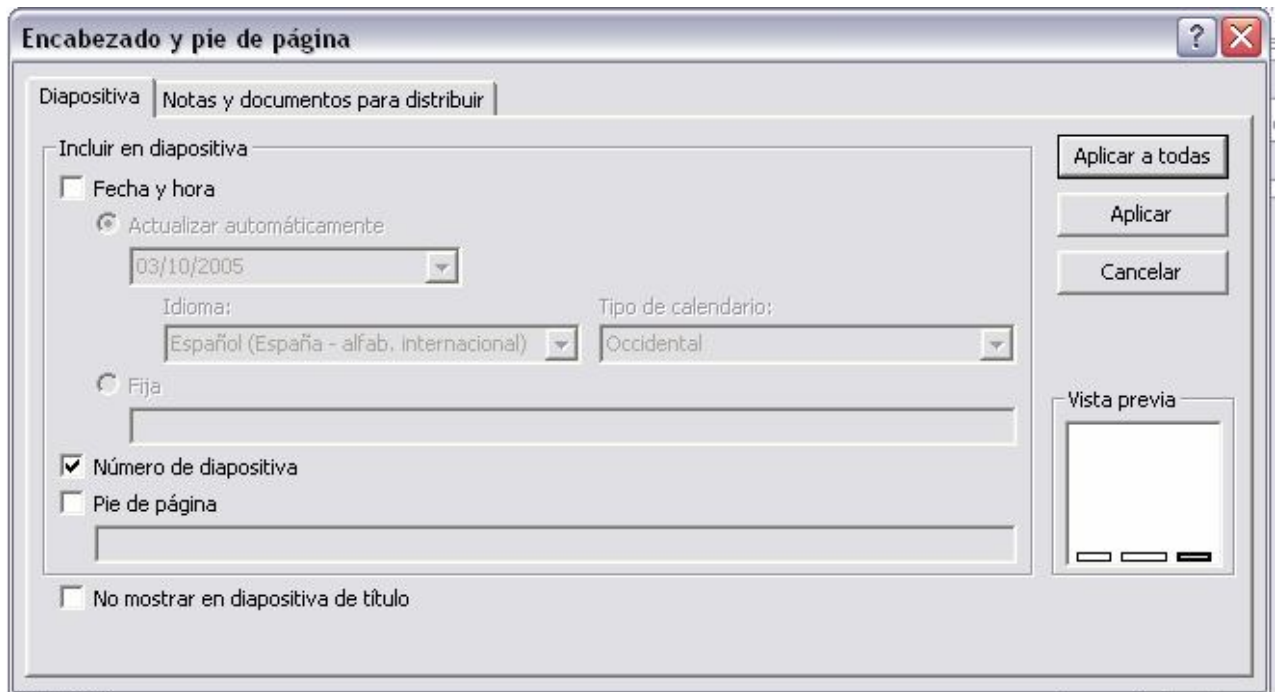 Encabezado y pie de página
Diapositiva Notas y documentos para distribuir
Incluir en diapositiva
Fecha y hora
Actualizar automáticamente
03/10/2005
Idioma: Tipo de calendario:
Español (España - alfab. internacional) Occidental
Fija
Número de diapositiva
Pie de página
No mostrar en diapositiva de título
Aplicar a todas
Aplicar
Cancelar
Vista previa